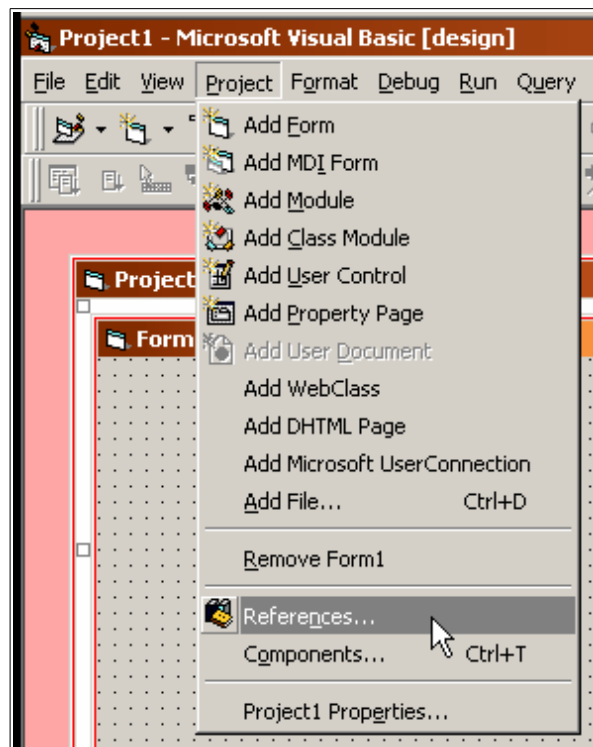 Project1 - Microsoft Visual Basic [design]
File Edit View Project Format Debug Run Query
Add Form
Add MDI Form
Add Module
Add Class Module
Project
Add User Control
Add Property Page
Form
Add User Document
Add WebClass
Add DHTML Page
Add Microsoft UserConnection
Add File... Ctrl+D
Remove Form1
References...
Components... Ctrl+T
Project1 Properties...